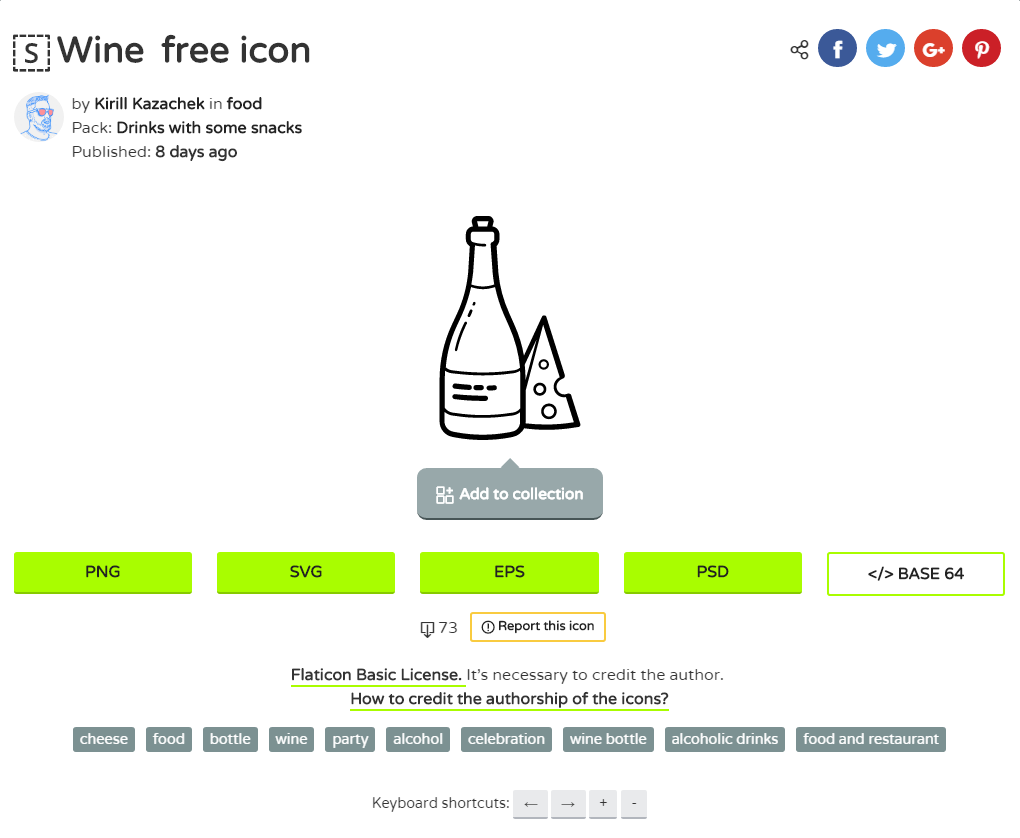 S Wine free icon
by Kirill Kazachek in food
Pack: Drinks with some snacks
Published: 8 days ago
Add to collection
PNG SVG EPS PSD </> BASE 64
73 Report this icon
Flaticon Basic License. It's necessary to credit the author.
How to credit the authorship of the icons?
cheese food bottle wine party alcohol celebration wine bottle alcoholic drinks food and restaurant
Keyboard shortcuts: ← → + -